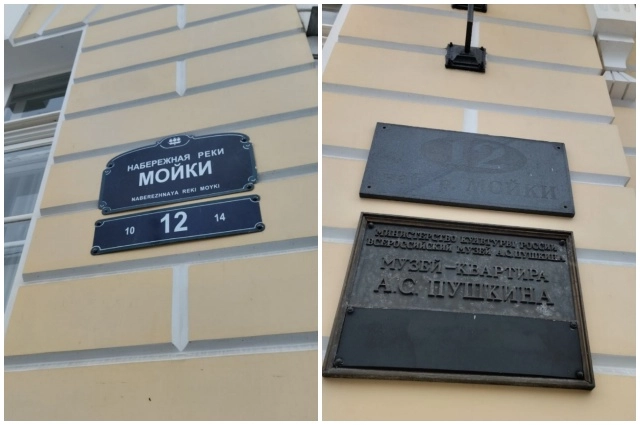 НАБЕРЕЖНАЯ РЕКИ
МОЙКИ
NABEREZHNAYA REKI MOYKI
10 12 14
12
МОЙКИ
МИНИСТЕРСТВО КУЛЬТУРЫ РОССИИ
ВСЕРОССИЙСКИЙ МУЗЕЙ А.С.ПУШКИНА
МУЗЕЙ-КВАРТИРА
А.С. ПУШКИНА